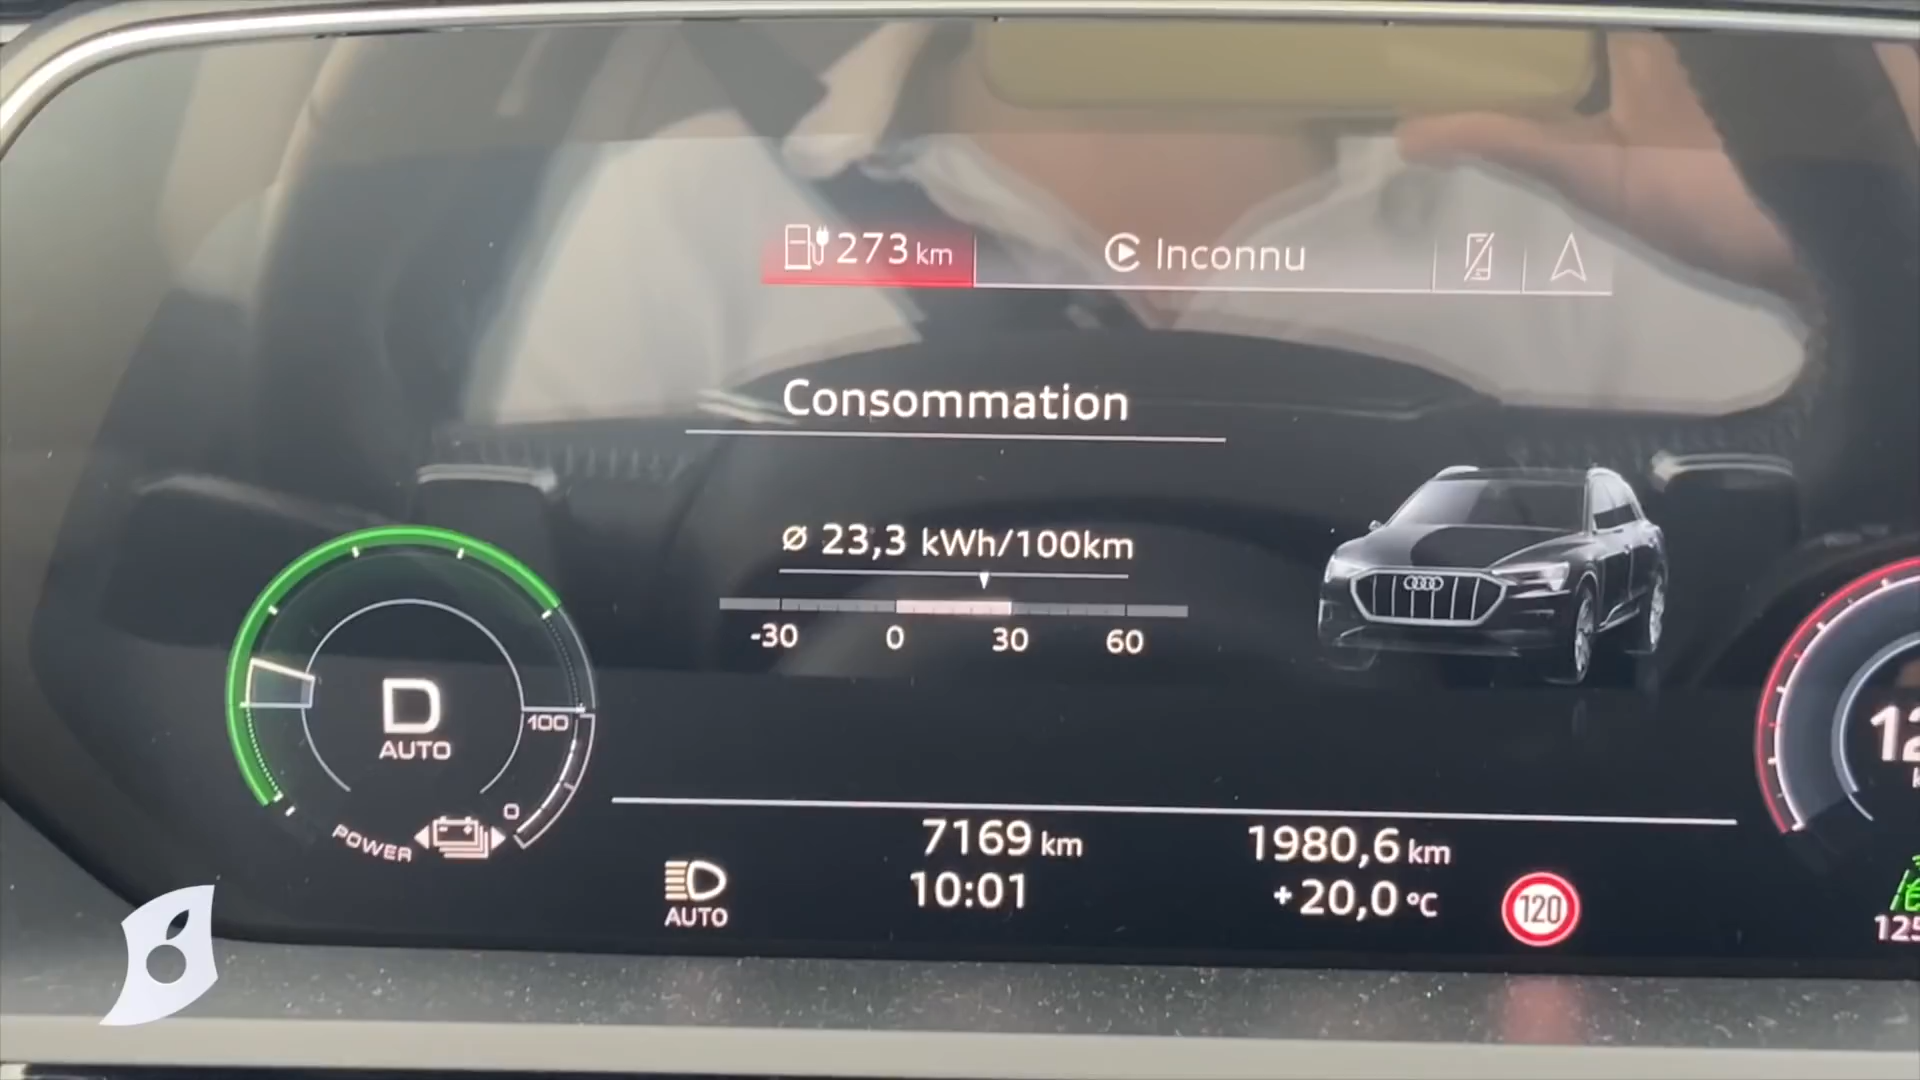 273 km
Inconnu
Consommation
ø 23,3 kWh/100km
-30 0 30 60
D
AUTO
100
0
POWER
7169 km
1980,6 km
10:01
+20,0 °C
AUTO
120